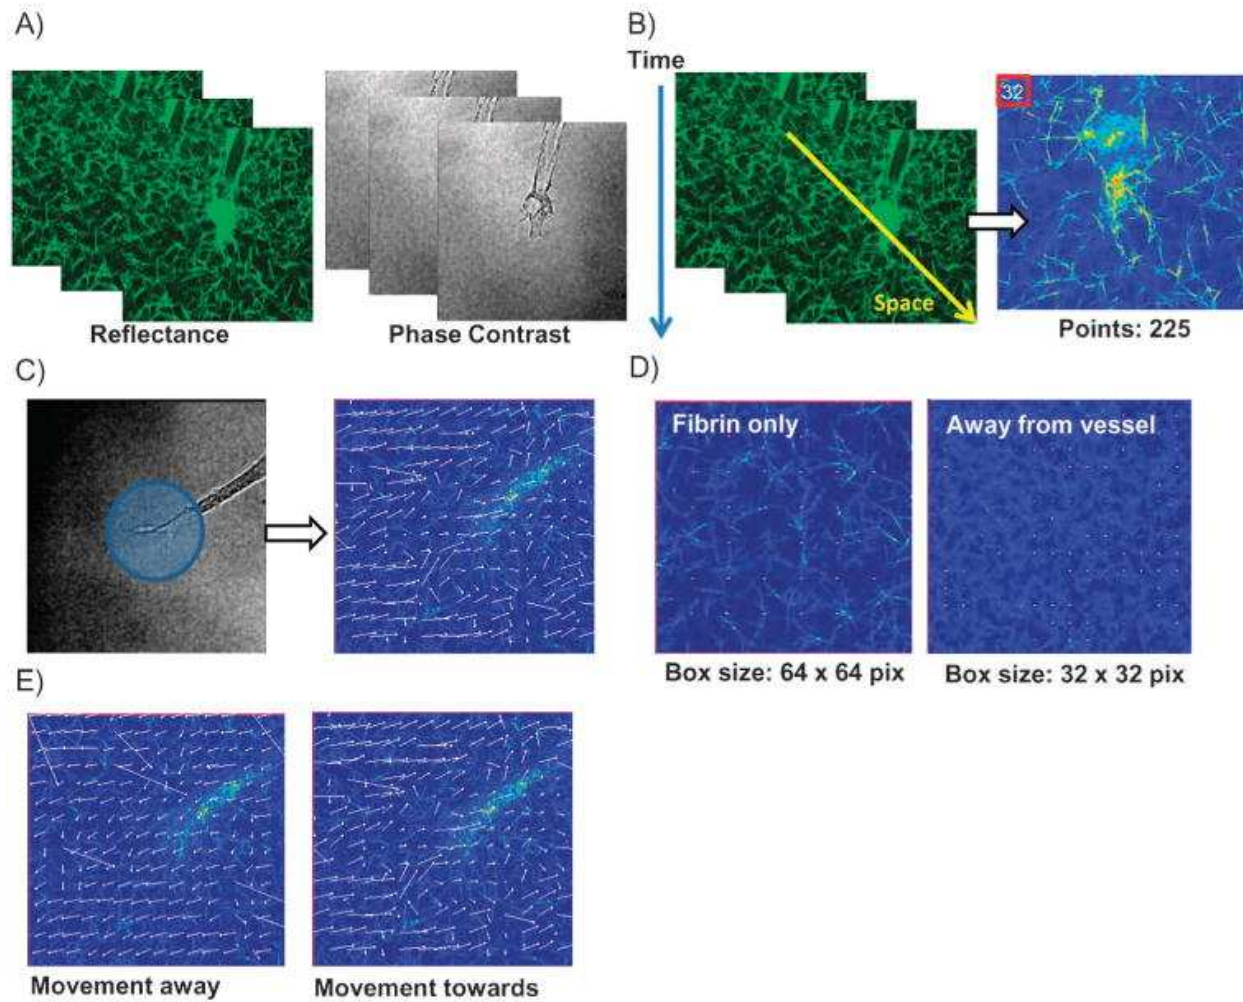 A)
B)
Time
32
Space
Reflectance
Phase Contrast
Points: 225
C)
D)
Fibrin only
Away from vessel
Box size: 64 x 64 pix
Box size: 32 x 32 pix
E)
Movement away
Movement towards